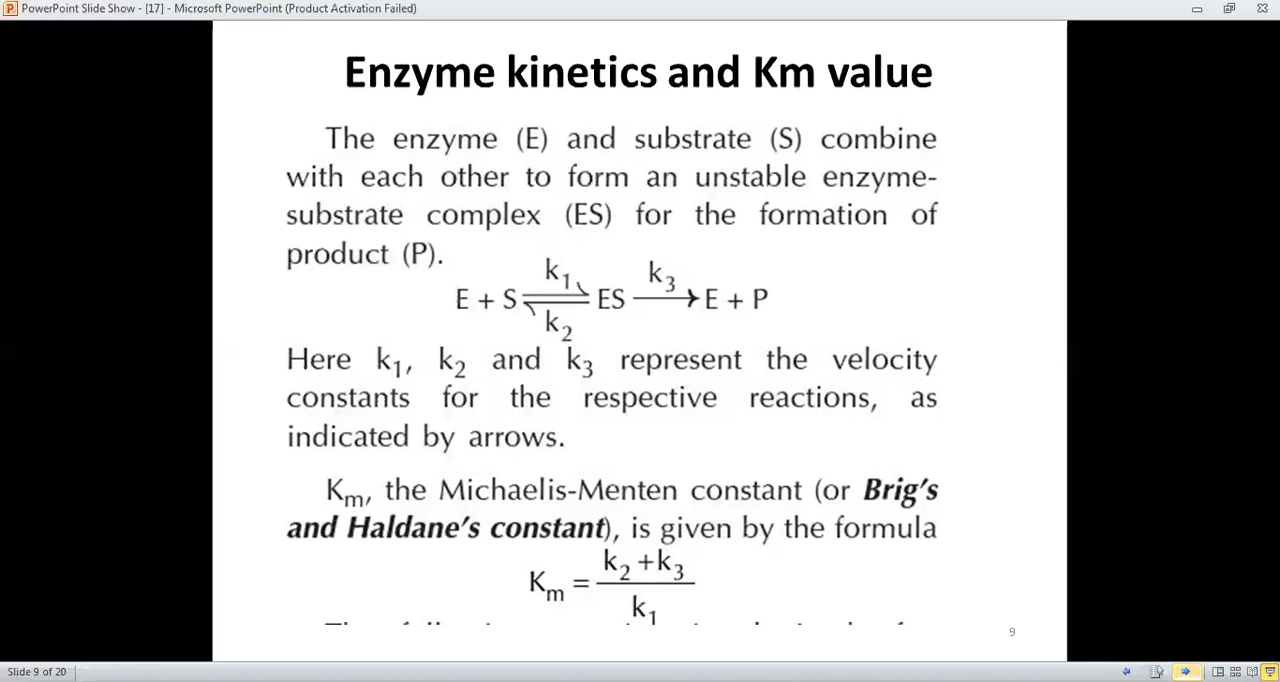 PowerPoint Slide Show - [17] - Microsoft PowerPoint (Product Activation Failed)
Enzyme kinetics and Km value
The enzyme (E) and substrate (S) combine
with each other to form an unstable enzyme-
substrate complex (ES) for the formation of
product (P).
E + S k₁ k₂ ES k₃ E + P
Here k₁, k₂ and k₃ represent the velocity
constants for the respective reactions, as
indicated by arrows.
Kₘ, the Michaelis-Menten constant (or Brig's
and Haldane's constant), is given by the formula
Kₘ = k₂ + k₃
k₁
9
Slide 9 of 20